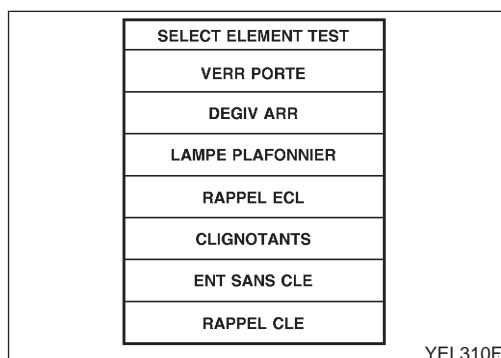 SELECT ELEMENT TEST
VERR PORTE
DEGIV ARR
LAMPE PLAFONNIER
RAPPEL ECL
CLIGNOTANTS
ENT SANS CLE
RAPPEL CLE
YEL310F